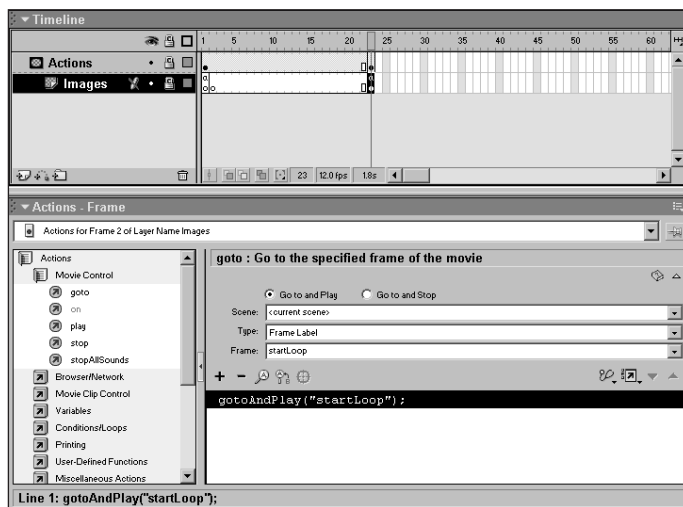 Timeline
1 5 10 15 20 25 30 35 40 45 50 55 60
Actions
a
Images
a
23 12.0 fps 1.8s
Actions - Frame
Actions for Frame 2 of Layer Name Images
Actions
Movie Control
goto
on
play
stop
stopAllSounds
Browser/Network
Movie Clip Control
Variables
Conditions/Loops
Printing
User-Defined Functions
Miscellaneous Actions
goto : Go to the specified frame of the movie
Go to and Play Go to and Stop
Scene: <current scene>
Type: Frame Label
Frame: startLoop
gotoAndPlay("startLoop");
Line 1: gotoAndPlay("startLoop");